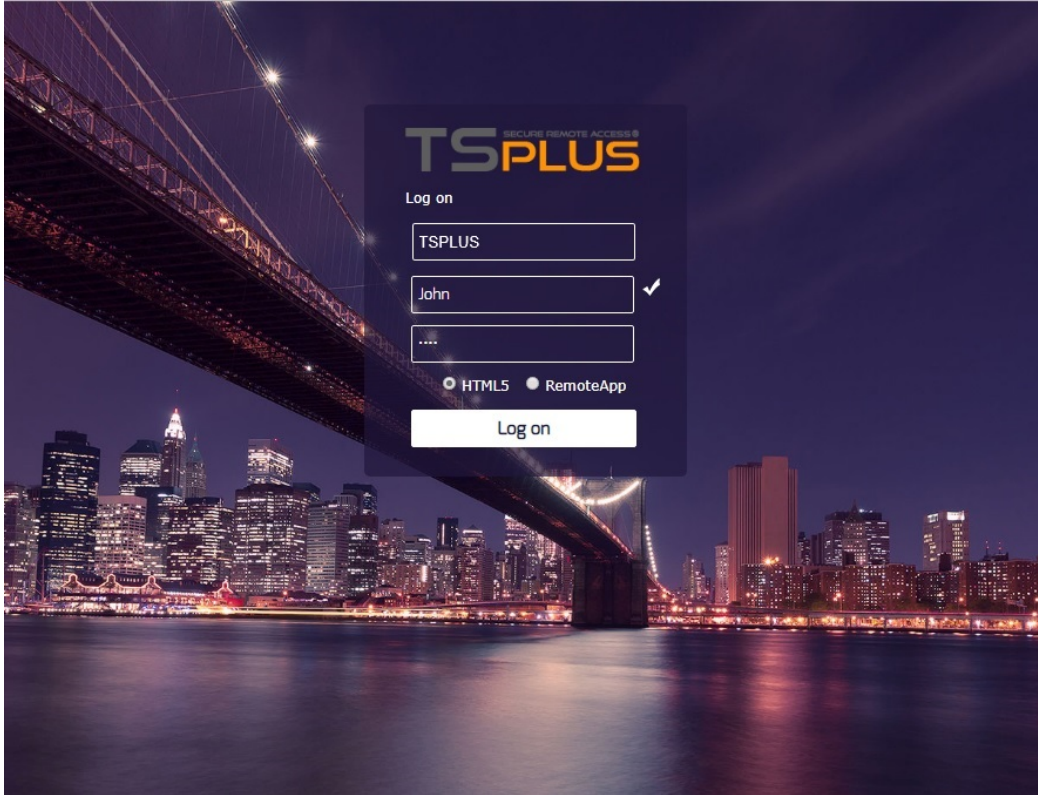 TSPLUS SECURE REMOTE ACCESS®
Log on
TSPLUS
John
····
HTML5 RemoteApp
Log on